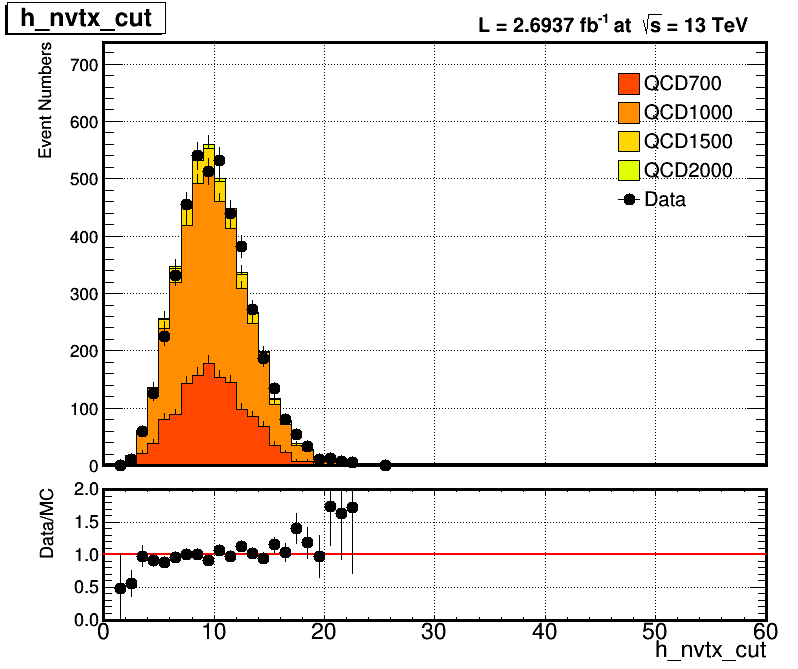 h_nvtx_cut
L = 2.6937 fb-1 at √s = 13 TeV
Event Numbers
700
600
500
400
300
200
100
0
QCD700
QCD1000
QCD1500
QCD2000
Data
Data/MC
2.0
1.5
1.0
0.5
0.0
0 10 20 30 40 50 60
h_nvtx_cut